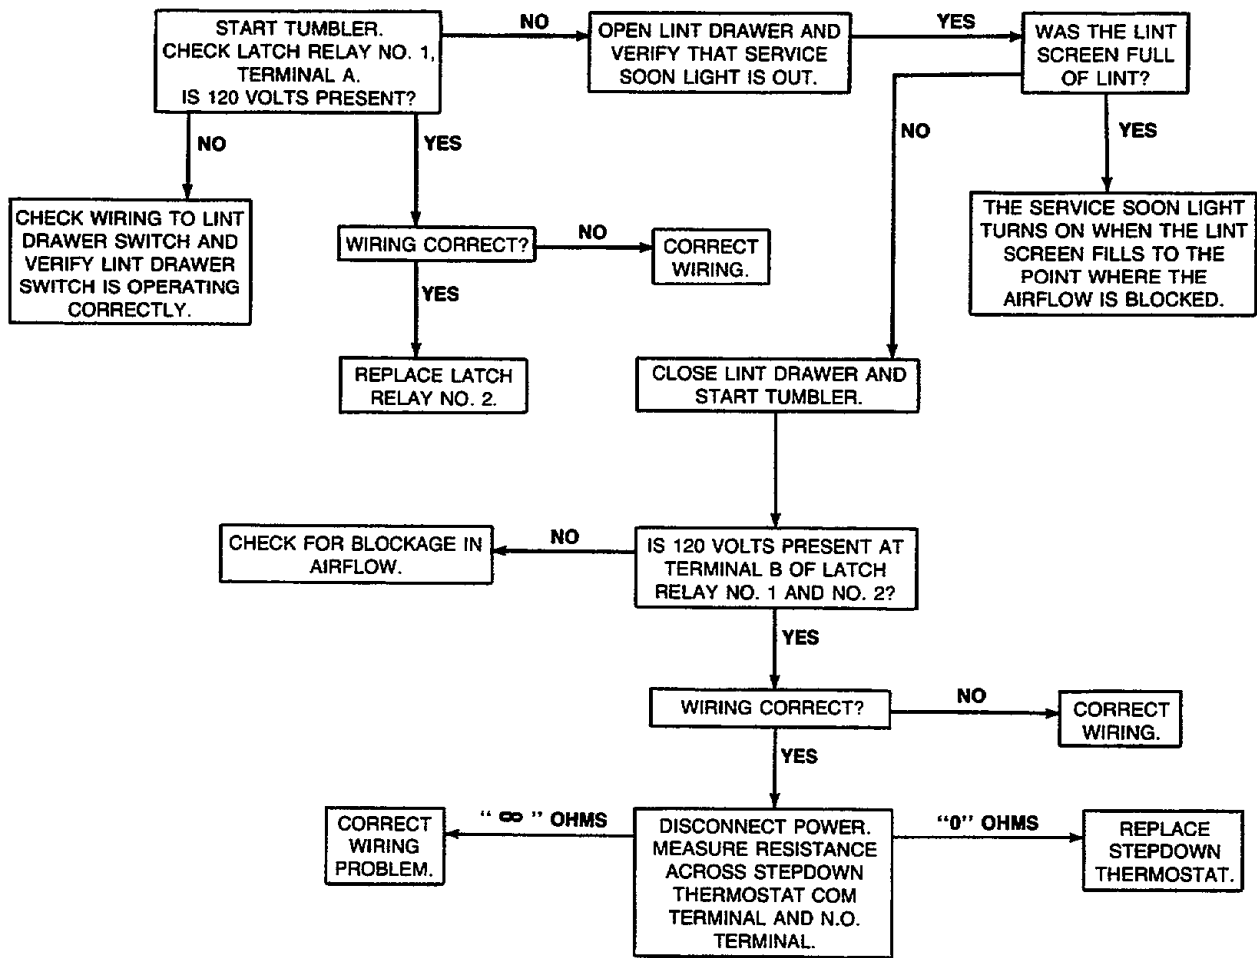 START TUMBLER.
CHECK LATCH RELAY NO. 1,
TERMINAL A.
IS 120 VOLTS PRESENT?
NO
OPEN LINT DRAWER AND
VERIFY THAT SERVICE
SOON LIGHT IS OUT.
YES
WAS THE LINT
SCREEN FULL
OF LINT?
NO
YES
NO
YES
CHECK WIRING TO LINT
DRAWER SWITCH AND
VERIFY LINT DRAWER
SWITCH IS OPERATING
CORRECTLY.
WIRING CORRECT?
NO
CORRECT
WIRING.
THE SERVICE SOON LIGHT
TURNS ON WHEN THE LINT
SCREEN FILLS TO THE
POINT WHERE THE
AIRFLOW IS BLOCKED.
YES
REPLACE LATCH
RELAY NO. 2.
CLOSE LINT DRAWER AND
START TUMBLER.
CHECK FOR BLOCKAGE IN
AIRFLOW.
NO
IS 120 VOLTS PRESENT AT
TERMINAL B OF LATCH
RELAY NO. 1 AND NO. 2?
YES
WIRING CORRECT?
NO
CORRECT
WIRING.
YES
CORRECT
WIRING
PROBLEM.
“ ∞ ” OHMS
DISCONNECT POWER.
MEASURE RESISTANCE
ACROSS STEPDOWN
THERMOSTAT COM
TERMINAL AND N.O.
TERMINAL.
“0” OHMS
REPLACE
STEPDOWN
THERMOSTAT.